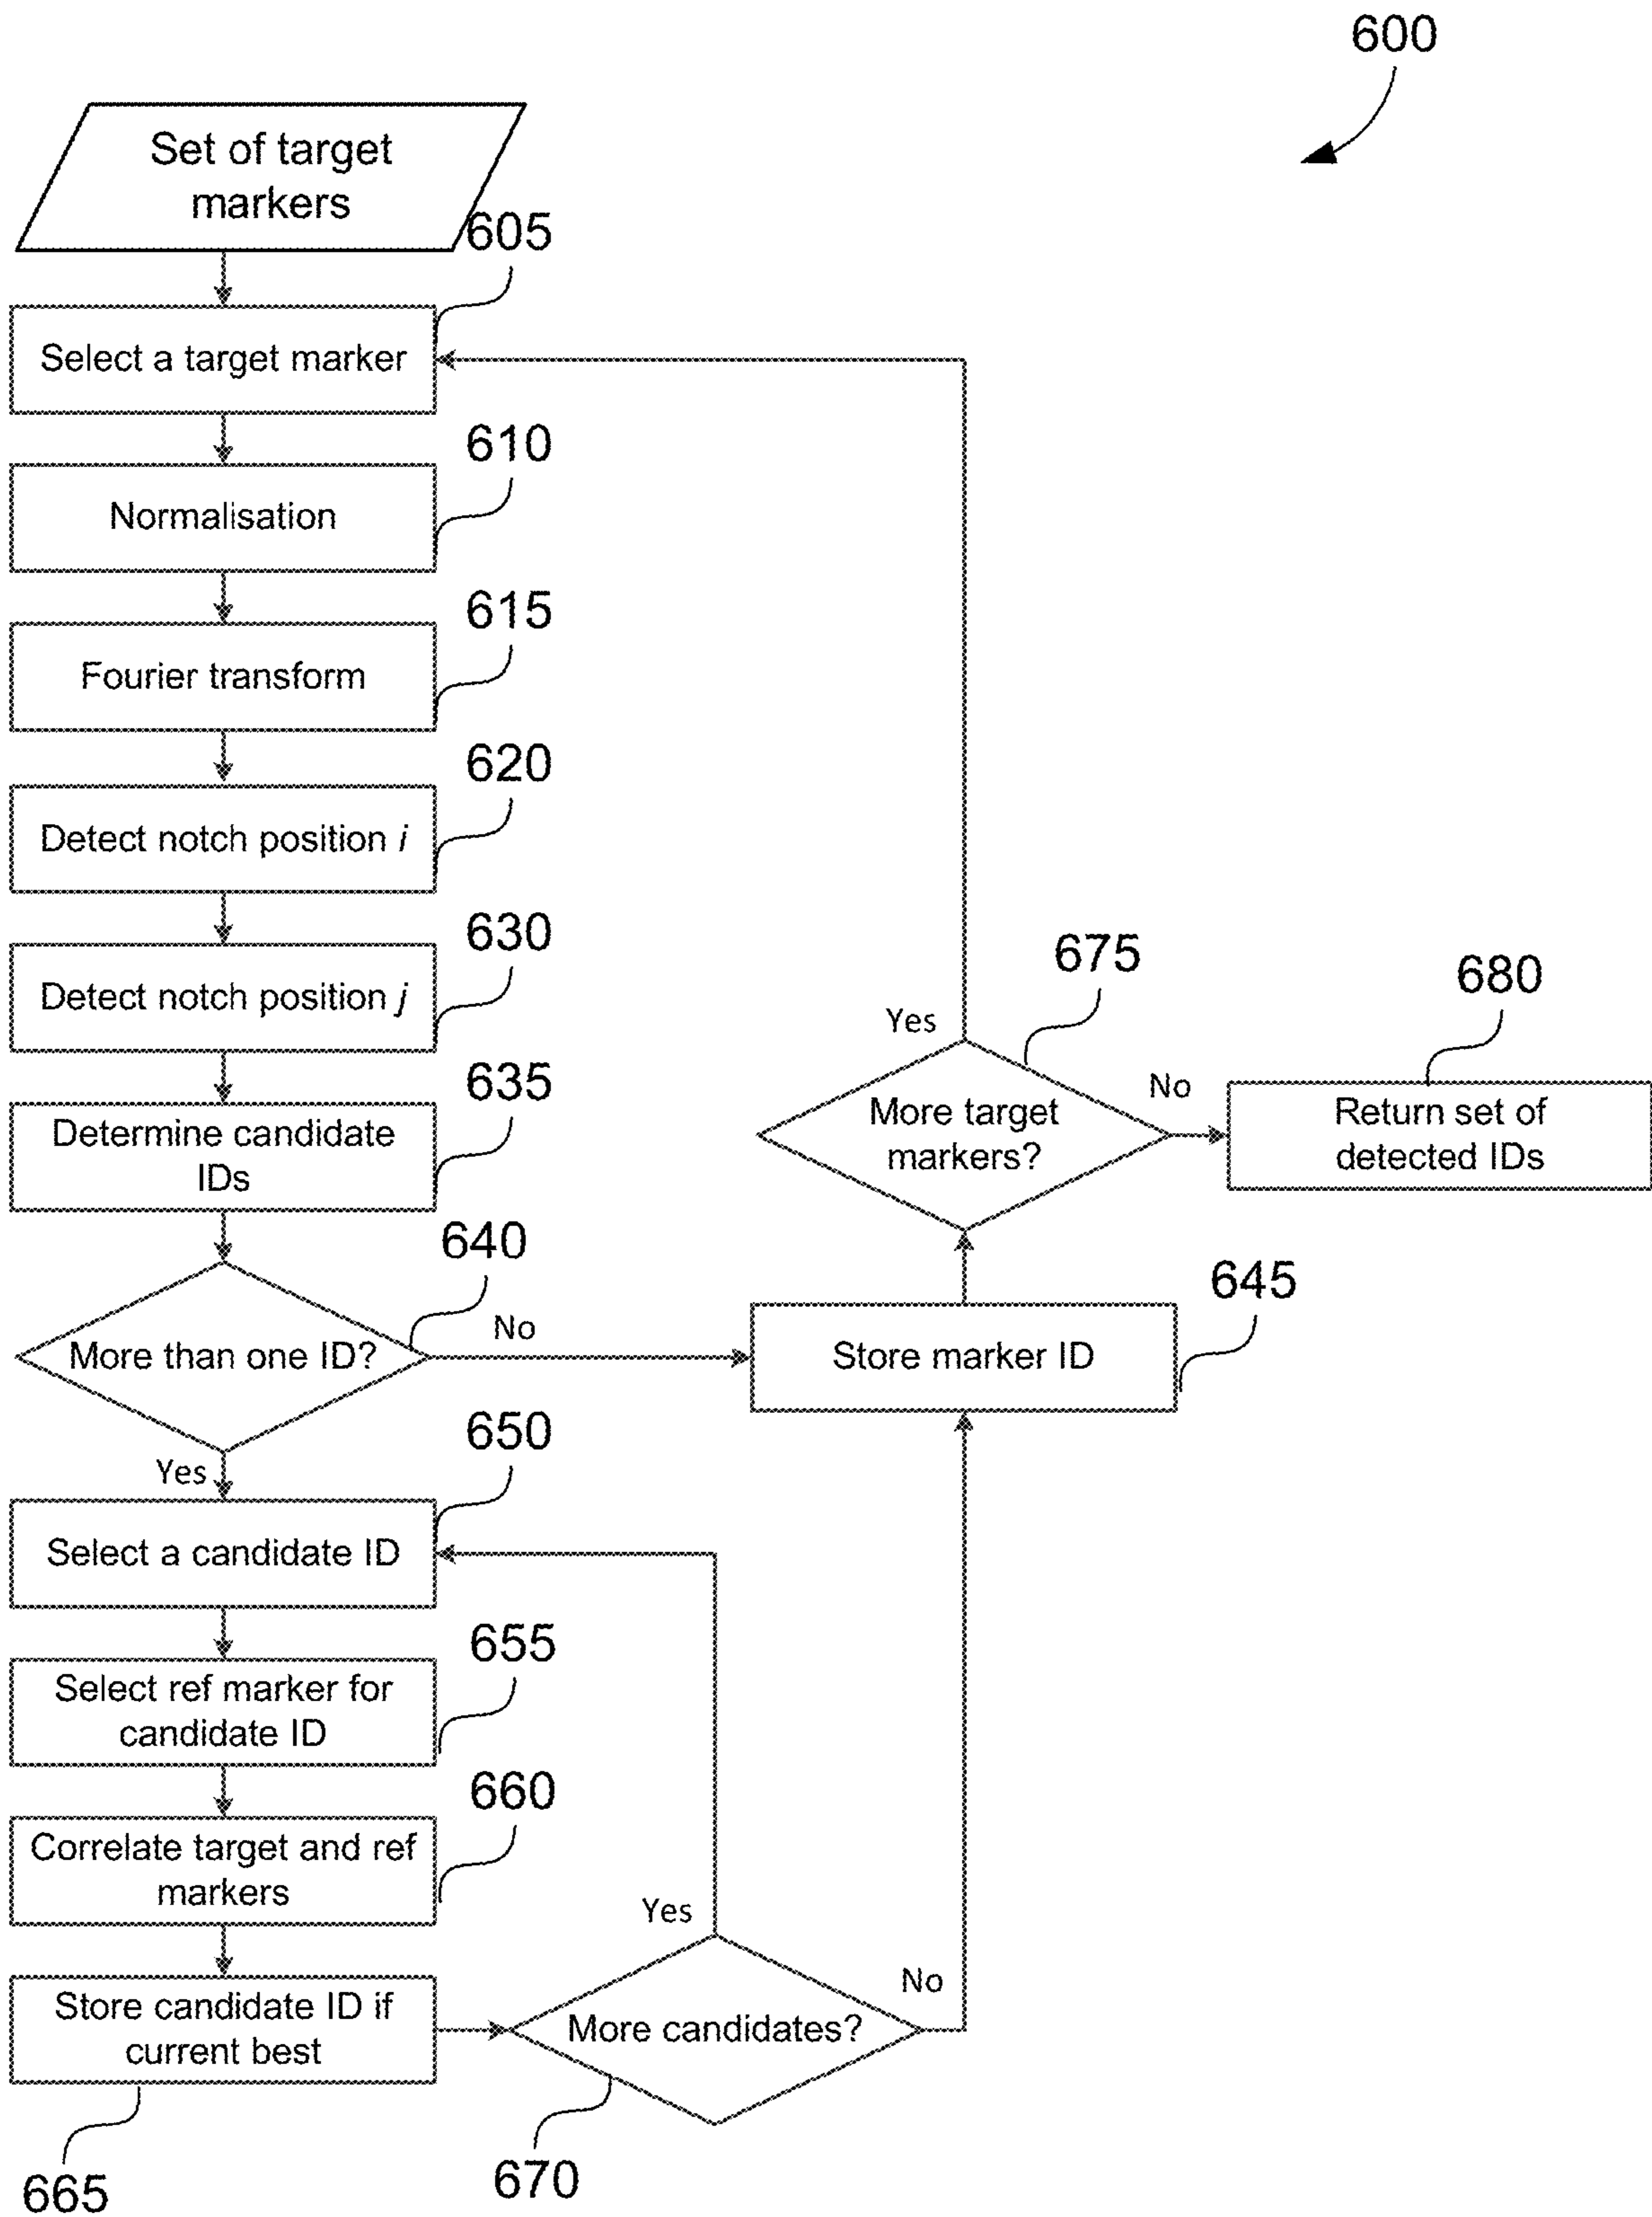 600
Set of target
markers
605
Select a target marker
610
Normalisation
615
Fourier transform
620
Detect notch position i
630
Detect notch position j
635
Determine candidate
IDs
640
More than one ID?
No
Yes
645
Store marker ID
675
More target
markers?
Yes
No
680
Return set of
detected IDs
650
Select a candidate ID
655
Select ref marker for
candidate ID
660
Correlate target and ref
markers
Store candidate ID if
current best
665
More candidates?
Yes
No
670